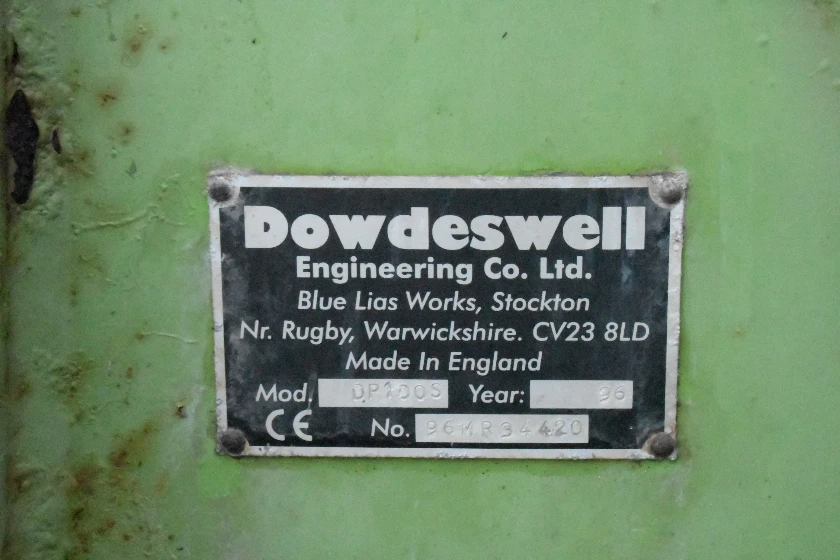 Dowdeswell
Engineering Co. Ltd.
Blue Lias Works, Stockton
Nr. Rugby, Warwickshire. CV23 8LD
Made In England
Mod. DP100S Year: 96
CE No. 96MR34420